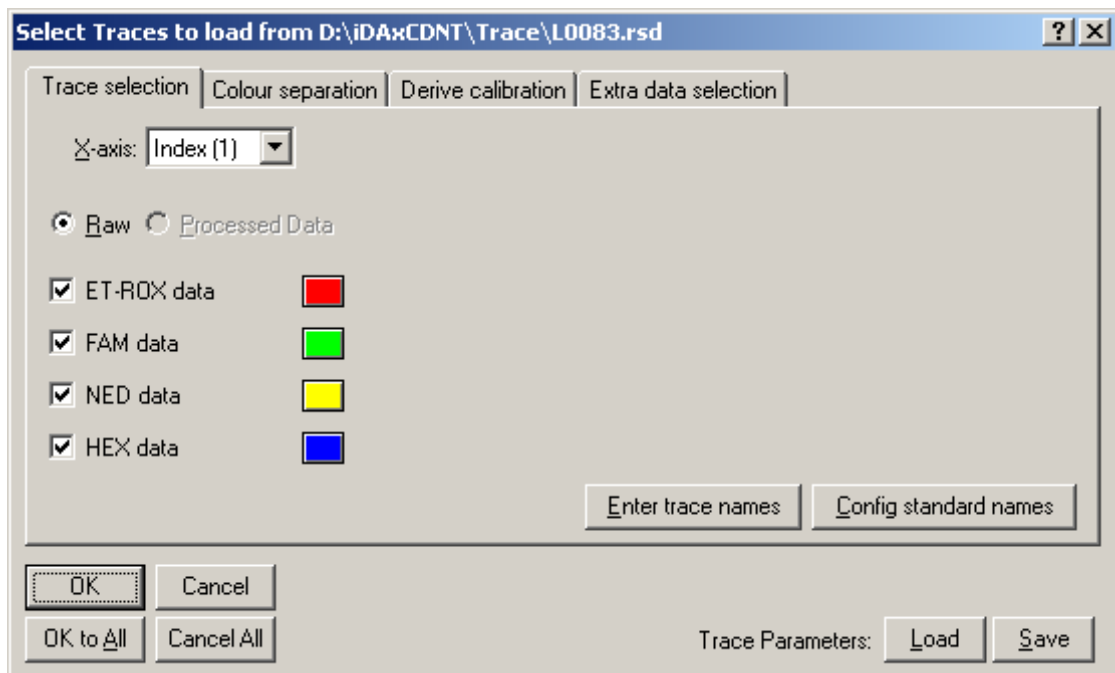 Select Traces to load from D:\iDAxCDNT\Trace\L0083.rsd
Trace selection Colour separation Derive calibration Extra data selection
X-axis: Index (1)
Raw Processed Data
ET-ROX data
FAM data
NED data
HEX data
Enter trace names Config standard names
OK Cancel
OK to All Cancel All Trace Parameters: Load Save